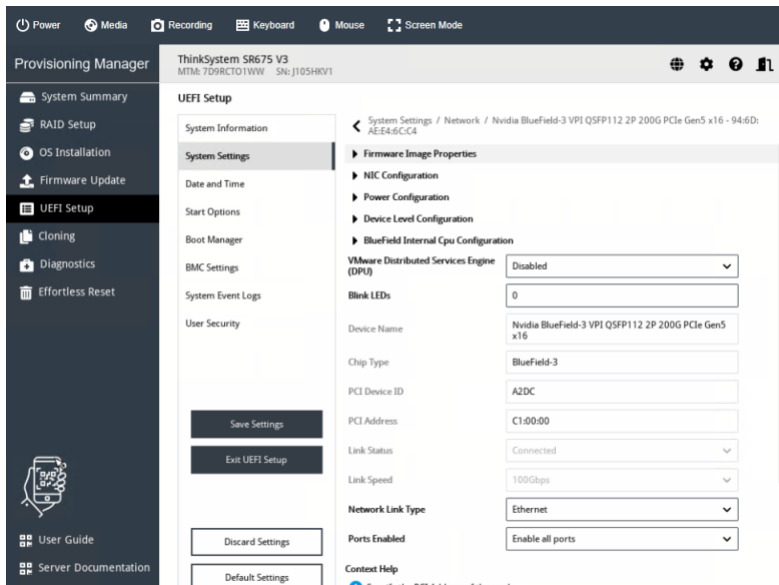 Power Media Recording Keyboard Mouse Screen Mode
Provisioning Manager
ThinkSystem SR675 V3
MTM: 7D9RCTO1WW SN: J105HKV1
System Summary
RAID Setup
OS Installation
Firmware Update
UEFI Setup
Cloning
Diagnostics
Effortless Reset
User Guide
Server Documentation
UEFI Setup
System Information
System Settings
Date and Time
Start Options
Boot Manager
BMC Settings
System Event Logs
User Security
Save Settings
Exit UEFI Setup
Discard Settings
Default Settings
System Settings / Network / Nvidia BlueField-3 VPI QSFP112 2P 200G PCIe Gen5 x16 - 94:6D:
AE:E4:6C:C4
Firmware Image Properties
NIC Configuration
Power Configuration
Device Level Configuration
BlueField Internal Cpu Configuration
VMware Distributed Services Engine
(DPU)
Disabled
Blink LEDs 0
Device Name
Nvidia BlueField-3 VPI QSFP112 2P 200G PCIe Gen5
x16
Chip Type BlueField-3
PCI Device ID A2DC
PCI Address C1:00:00
Link Status Connected
Link Speed 100Gbps
Network Link Type Ethernet
Ports Enabled Enable all ports
Context Help